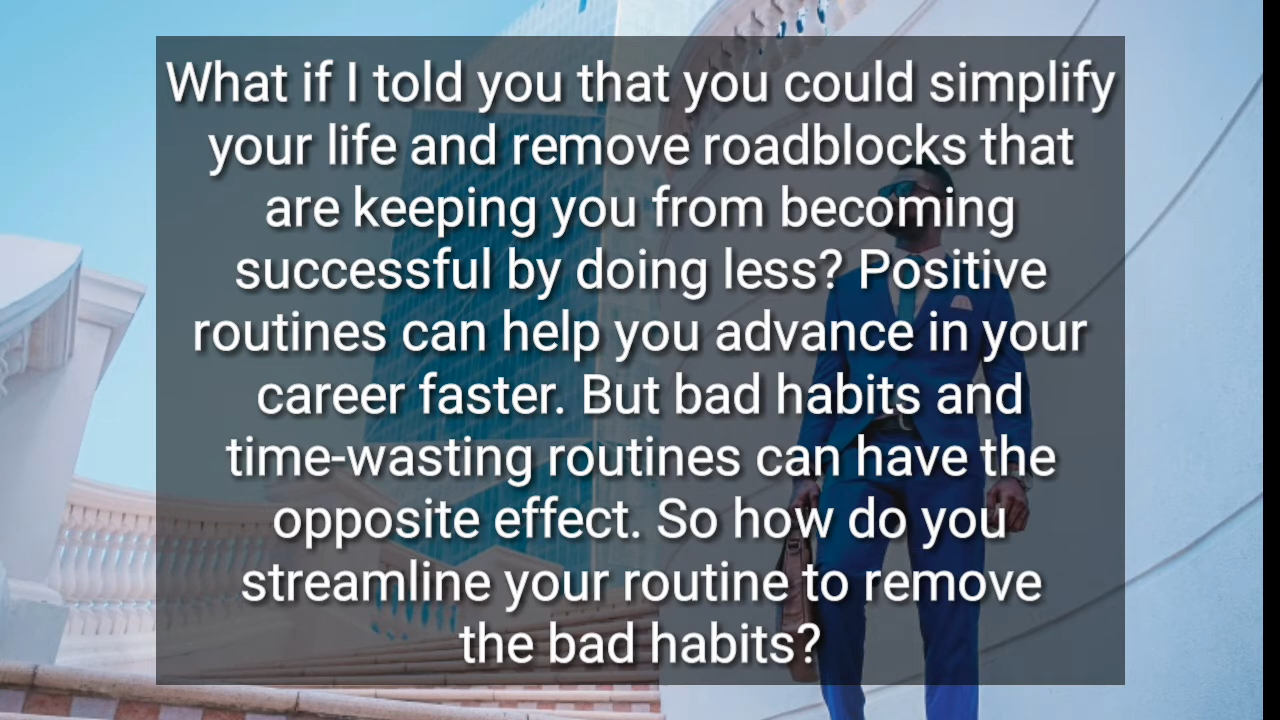 What if I told you that you could simplify
your life and remove roadblocks that
are keeping you from becoming
successful by doing less? Positive
routines can help you advance in your
career faster. But bad habits and
time-wasting routines can have the
opposite effect. So how do you
streamline your routine to remove
the bad habits?